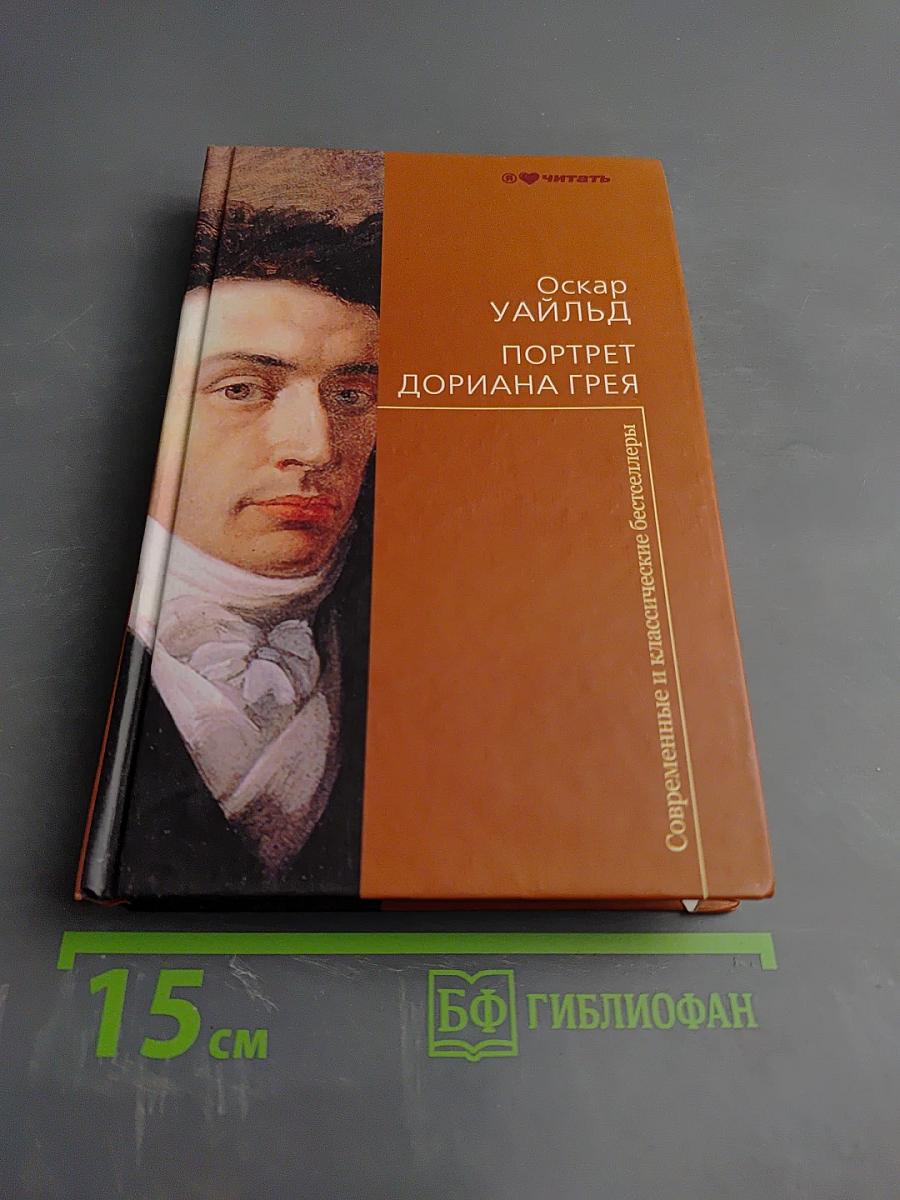 Я ❤ читать
Оскар
УАЙЛЬД
ПОРТРЕТ
ДОРИАНА ГРЕЯ
Современные и классические бестселлеры
15 см
БФ ГИБЛИОФАН